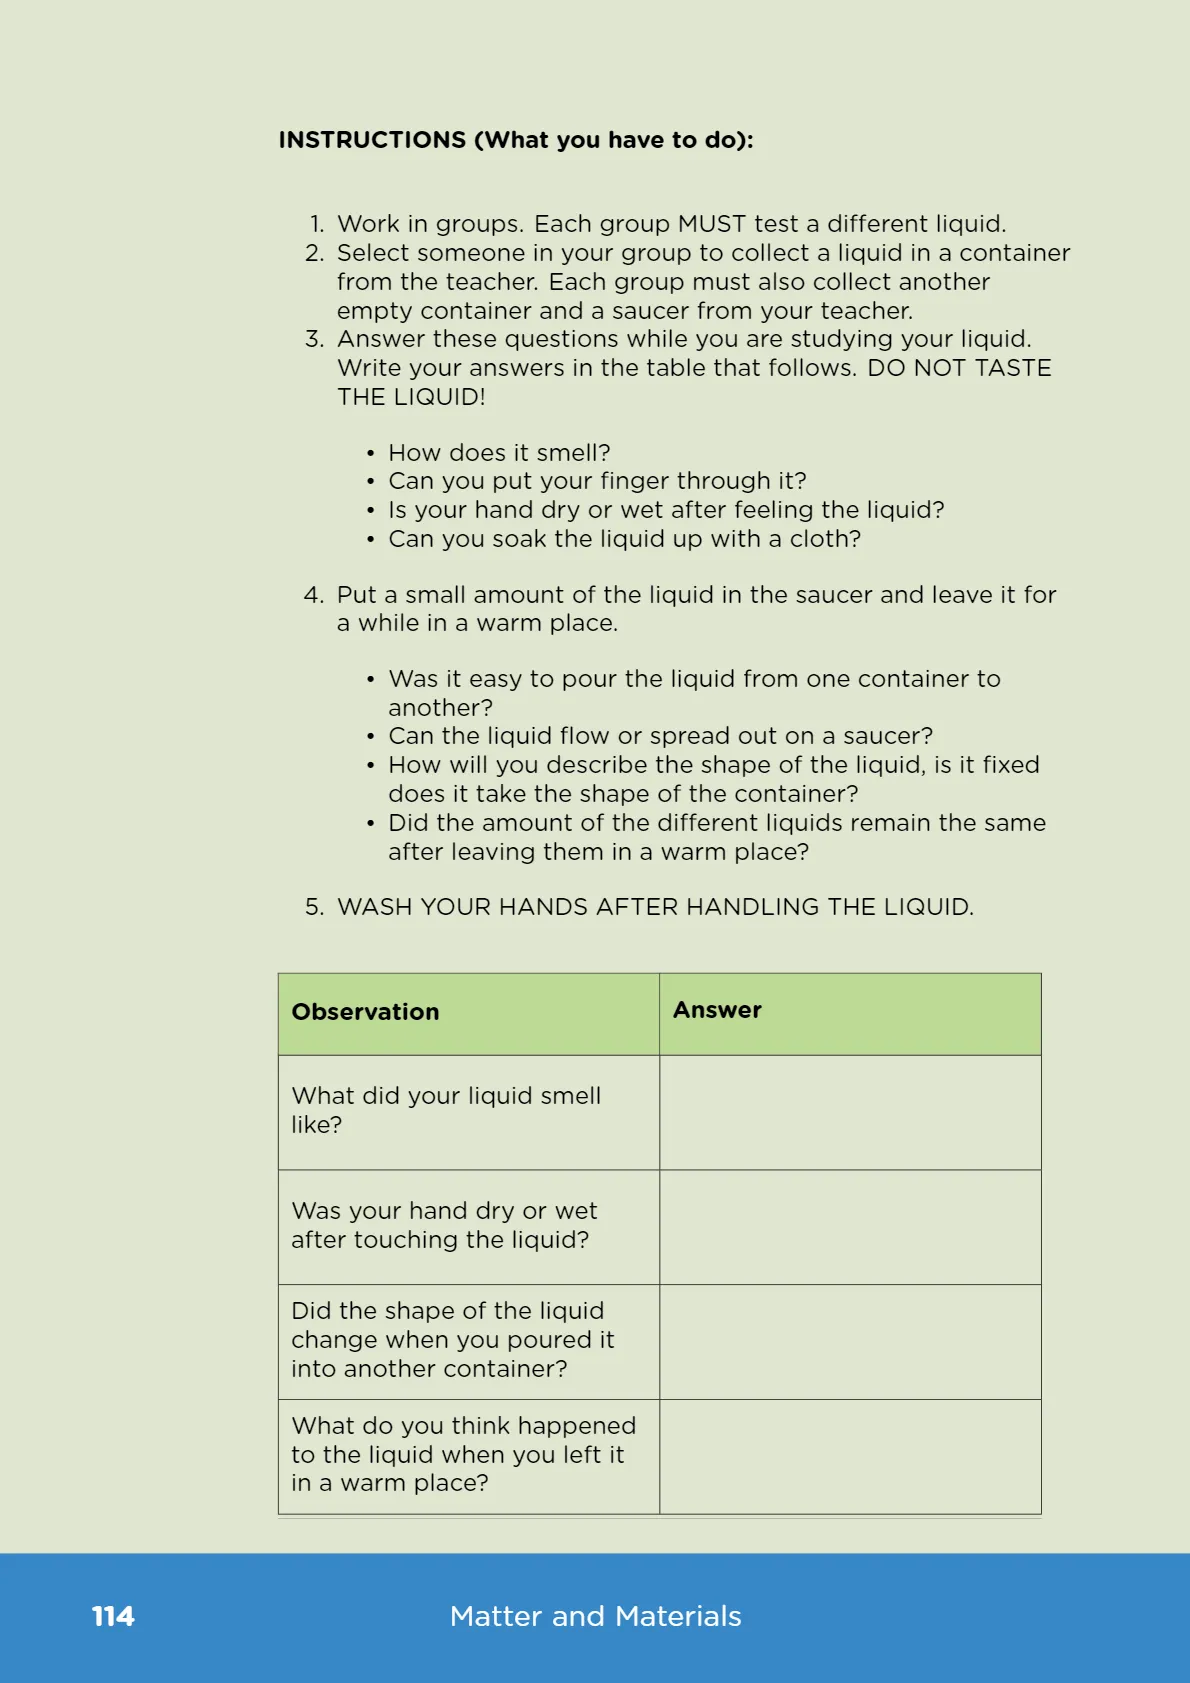 INSTRUCTIONS (What you have to do):
1. Work in groups. Each group MUST test a different liquid.
2. Select someone in your group to collect a liquid in a container
from the teacher. Each group must also collect another
empty container and a saucer from your teacher.
3. Answer these questions while you are studying your liquid.
Write your answers in the table that follows. DO NOT TASTE
THE LIQUID!
• How does it smell?
• Can you put your finger through it?
• Is your hand dry or wet after feeling the liquid?
• Can you soak the liquid up with a cloth?
4. Put a small amount of the liquid in the saucer and leave it for
a while in a warm place.
• Was it easy to pour the liquid from one container to
another?
• Can the liquid flow or spread out on a saucer?
• How will you describe the shape of the liquid, is it fixed
does it take the shape of the container?
• Did the amount of the different liquids remain the same
after leaving them in a warm place?
5. WASH YOUR HANDS AFTER HANDLING THE LIQUID.
Observation
Answer
What did your liquid smell
like?
Was your hand dry or wet
after touching the liquid?
Did the shape of the liquid
change when you poured it
into another container?
What do you think happened
to the liquid when you left it
in a warm place?
114
Matter and Materials